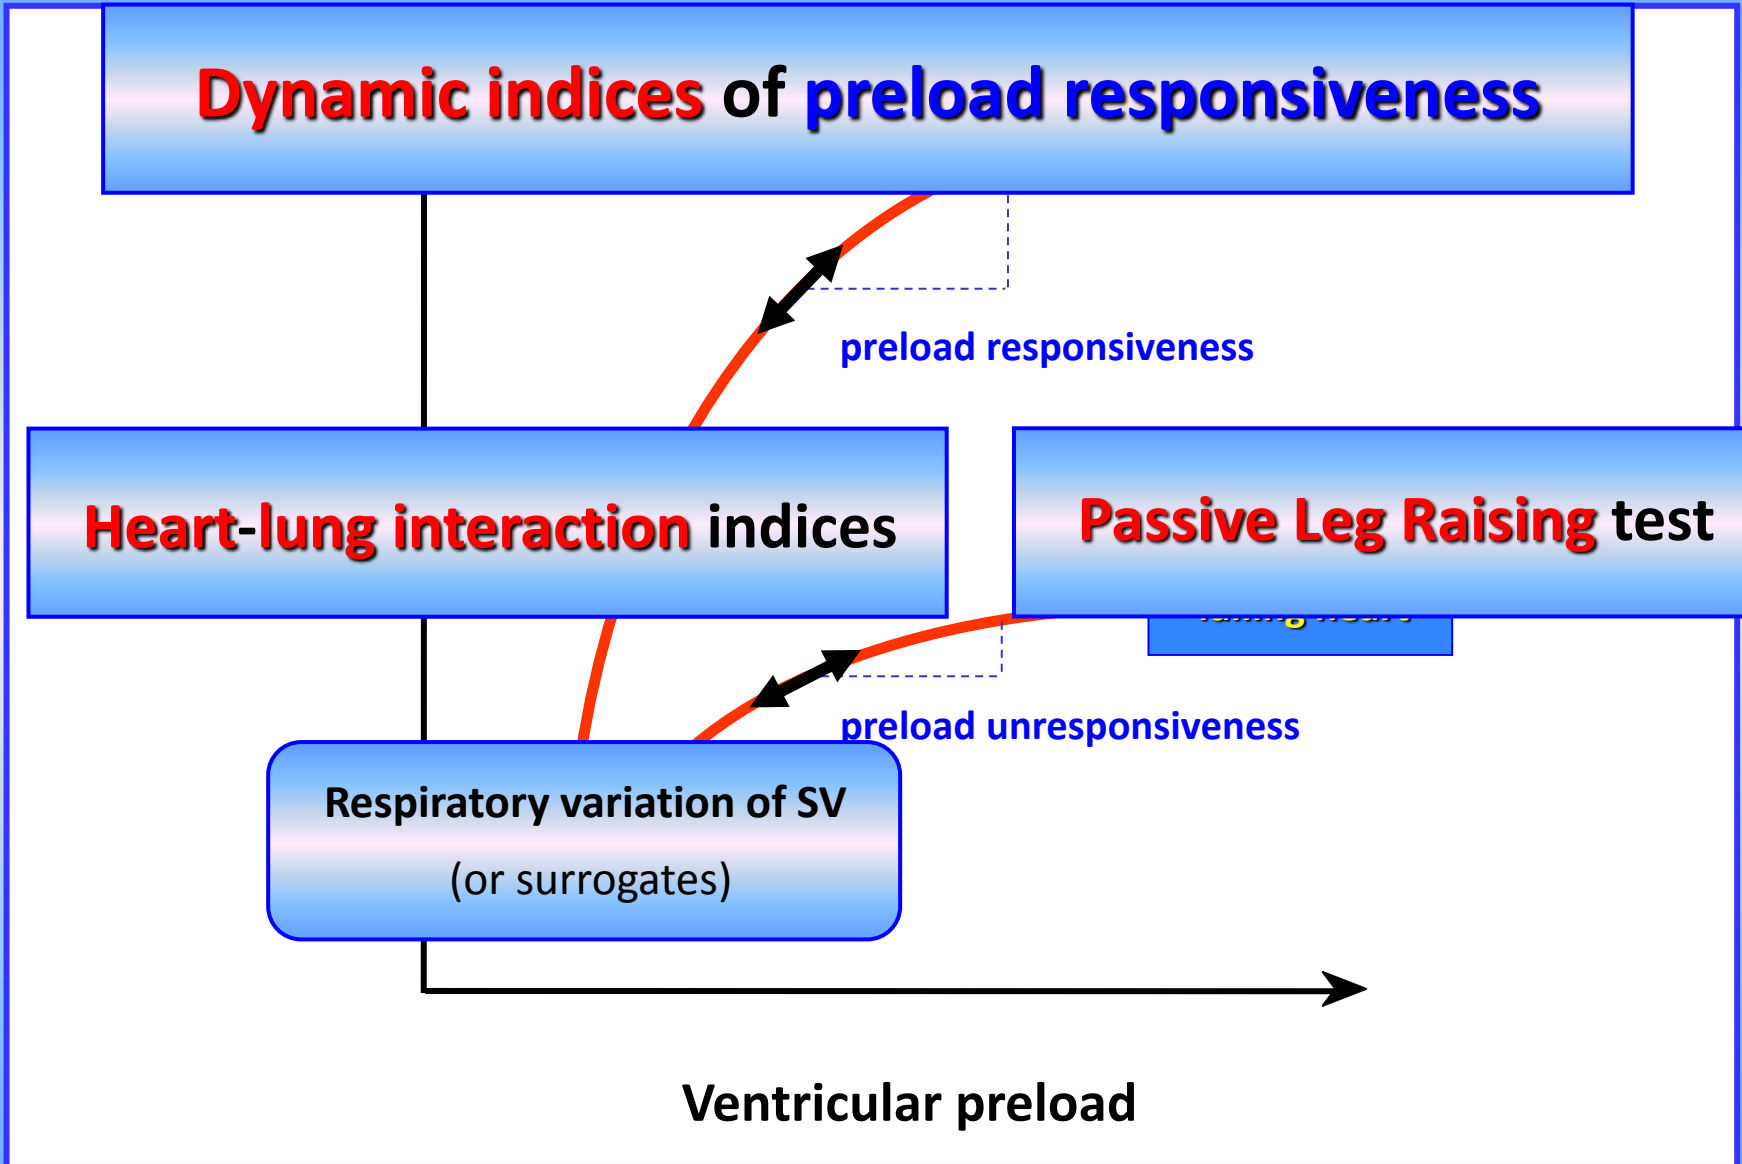 Dynamic indices of preload responsiveness
preload responsiveness
Heart-lung interaction indices
Passive Leg Raising test
preload unresponsiveness
Respiratory variation of SV
(or surrogates)
Ventricular preload